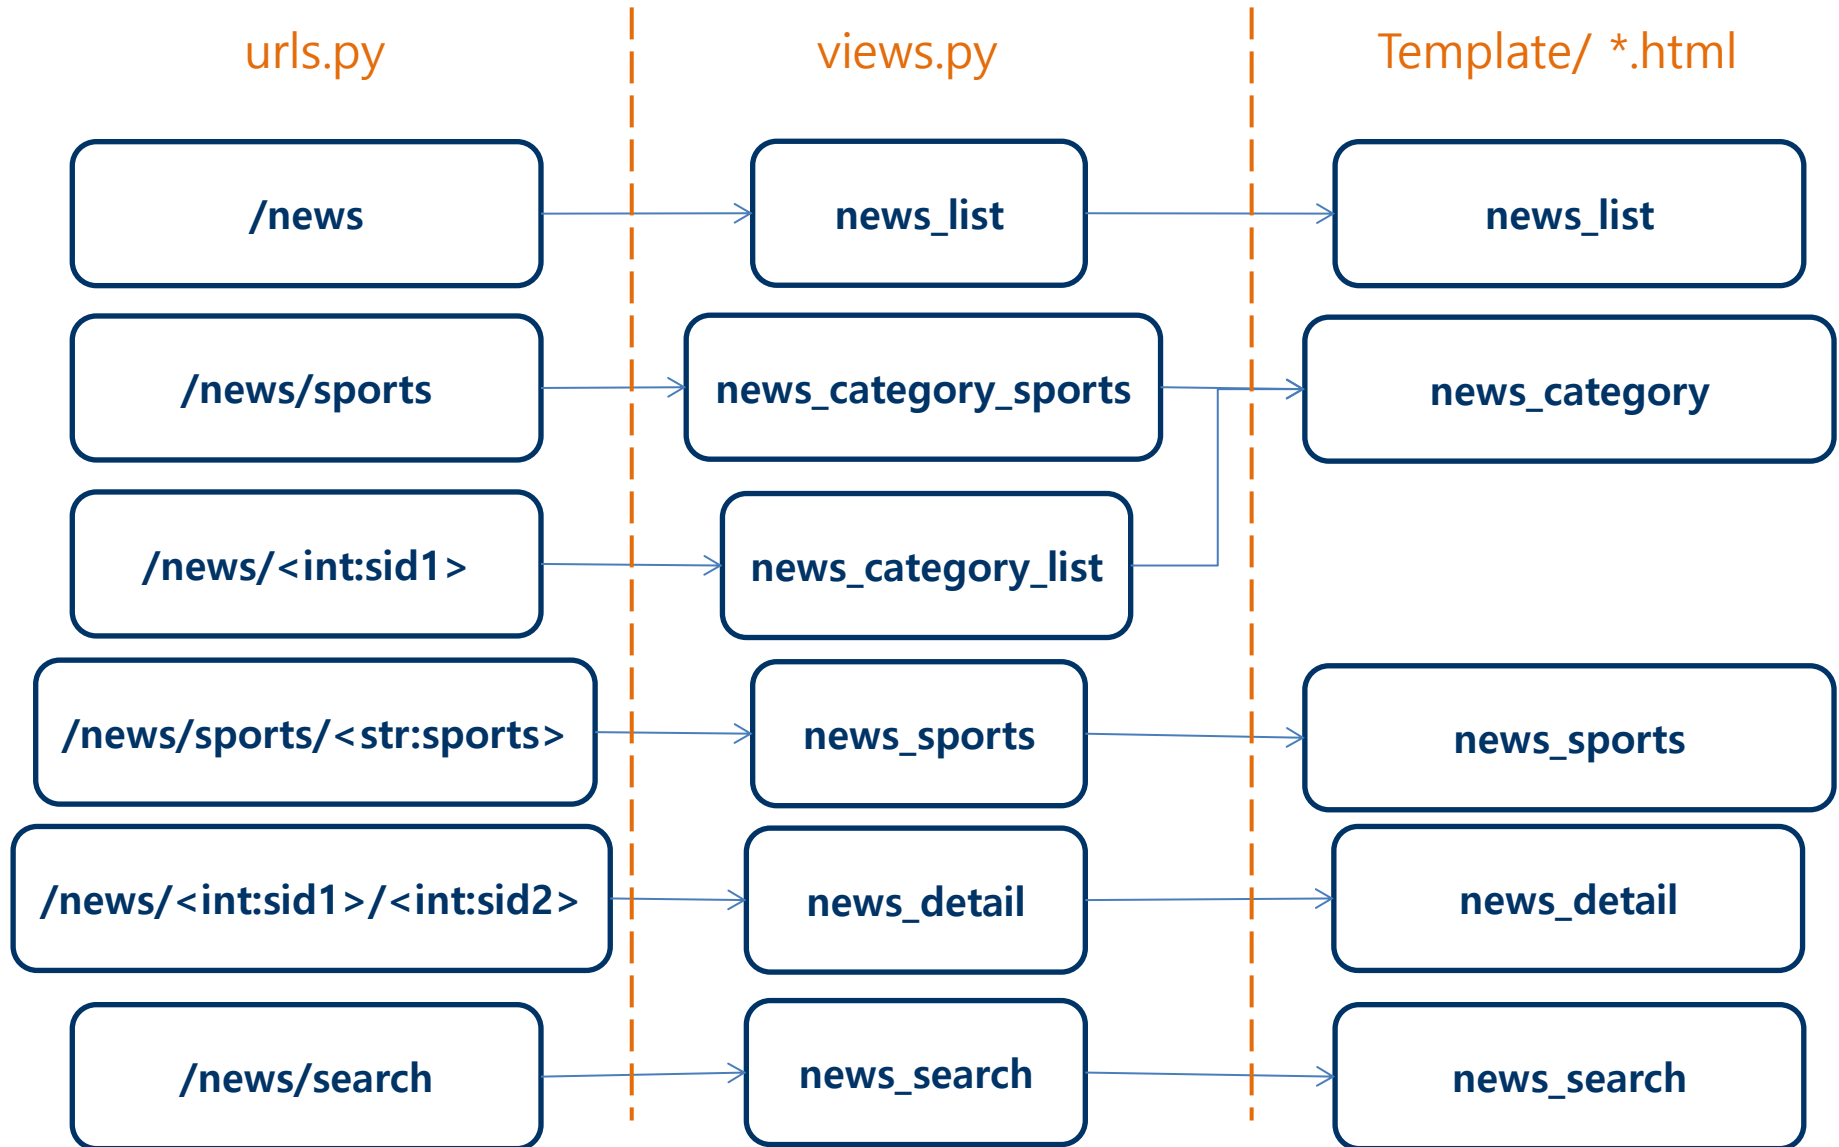 urls.py
views.py
Template/ *.html
/news
news_list
news_list
/news/sports
news_category_sports
news_category
/news/<int:sid1>
news_category_list
/news/sports/<str:sports>
news_sports
news_sports
/news/<int:sid1>/<int:sid2>
news_detail
news_detail
/news/search
news_search
news_search